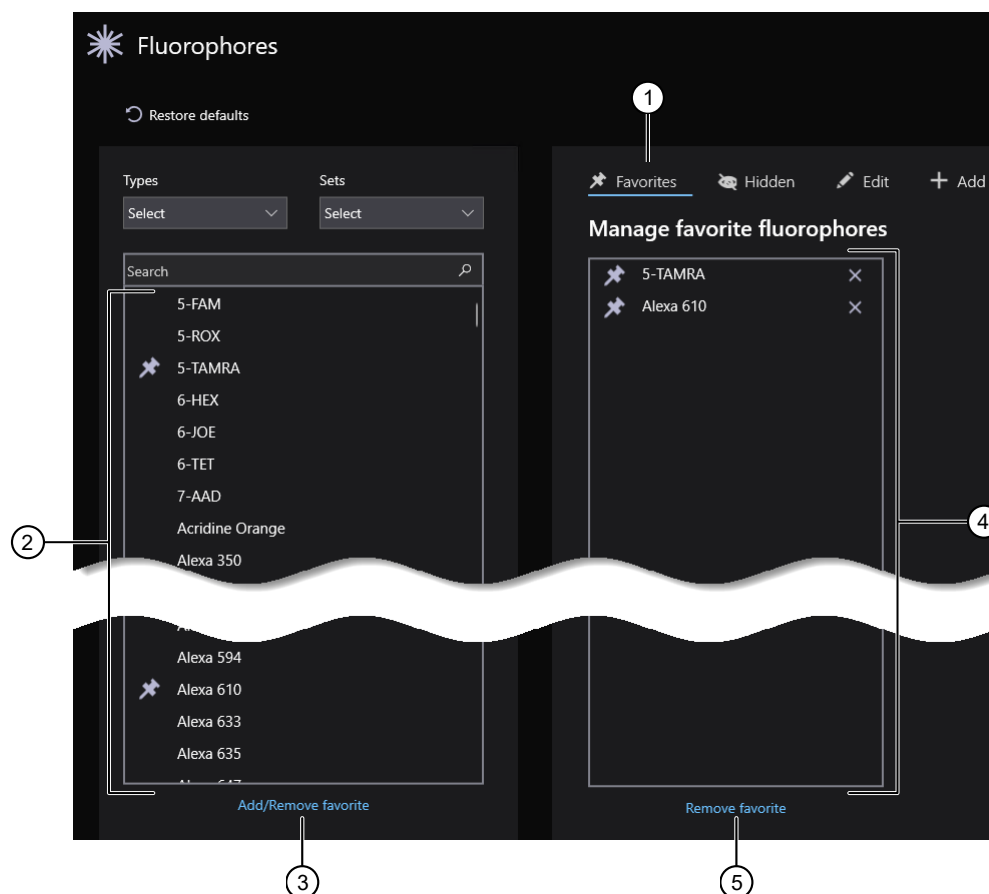 Fluorophores
Restore defaults
1
Types
Sets
Select
Select
Search
5-FAM
5-ROX
5-TAMRA
6-HEX
6-JOE
6-TET
7-AAD
Acridine Orange
Alexa 350
Alexa 594
Alexa 610
Alexa 633
Alexa 635
Add/Remove favorite
2
3
Favorites Hidden Edit Add
Manage favorite fluorophores
5-TAMRA
Alexa 610
4
Remove favorite
5